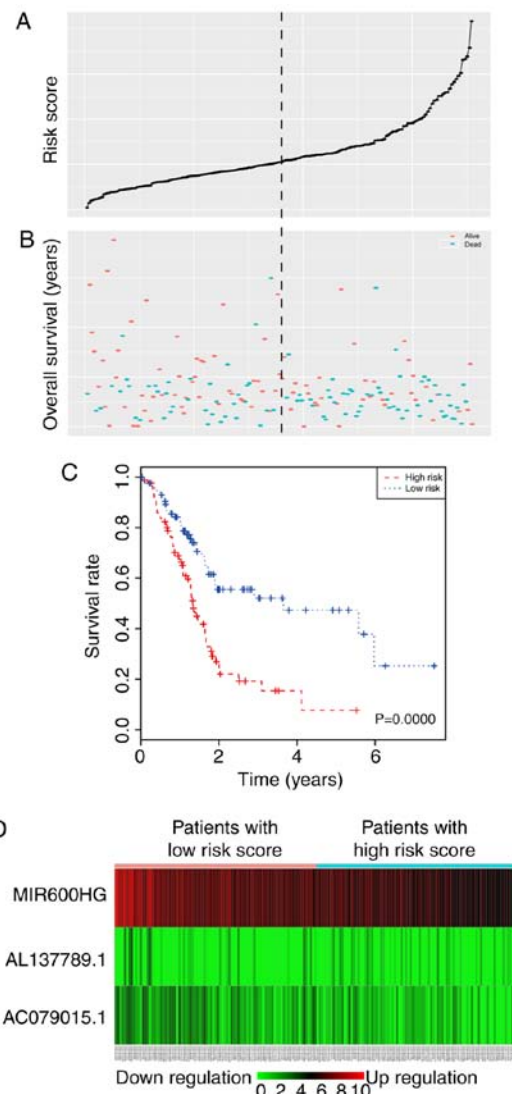 A
Risk score
B
Overall survival (years)
Alive
Dead
C
High risk
Low risk
1.0
0.8
0.6
0.4
0.2
0.0
Survival rate
P=0.0000
0 2 4 6
Time (years)
D
Patients with low risk score
Patients with high risk score
MIR600HG
AL137789.1
AC079015.1
Down regulation 0 2 4 6 8 10 Up regulation